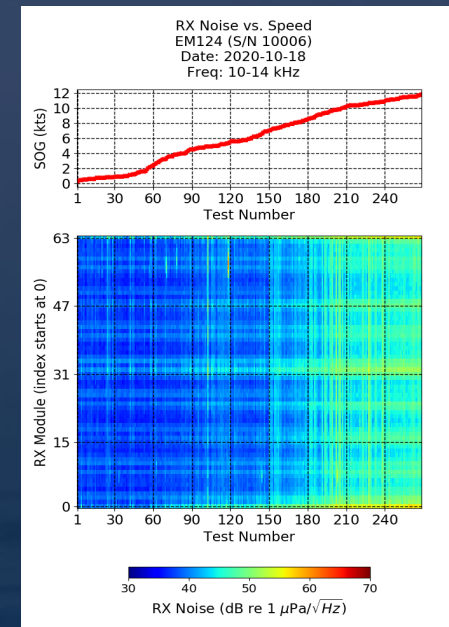 RX Noise vs. Speed
EM124 (S/N 10006)
Date: 2020-10-18
Freq: 10-14 kHz
SOG (kts)
12
10
8
6
4
2
0
1 30 60 90 120 150 180 210 240
Test Number
RX Module (index starts at 0)
63
47
31
15
0
1 30 60 90 120 150 180 210 240
Test Number
30 40 50 60 70
RX Noise (dB re 1 μPa/√Hz)